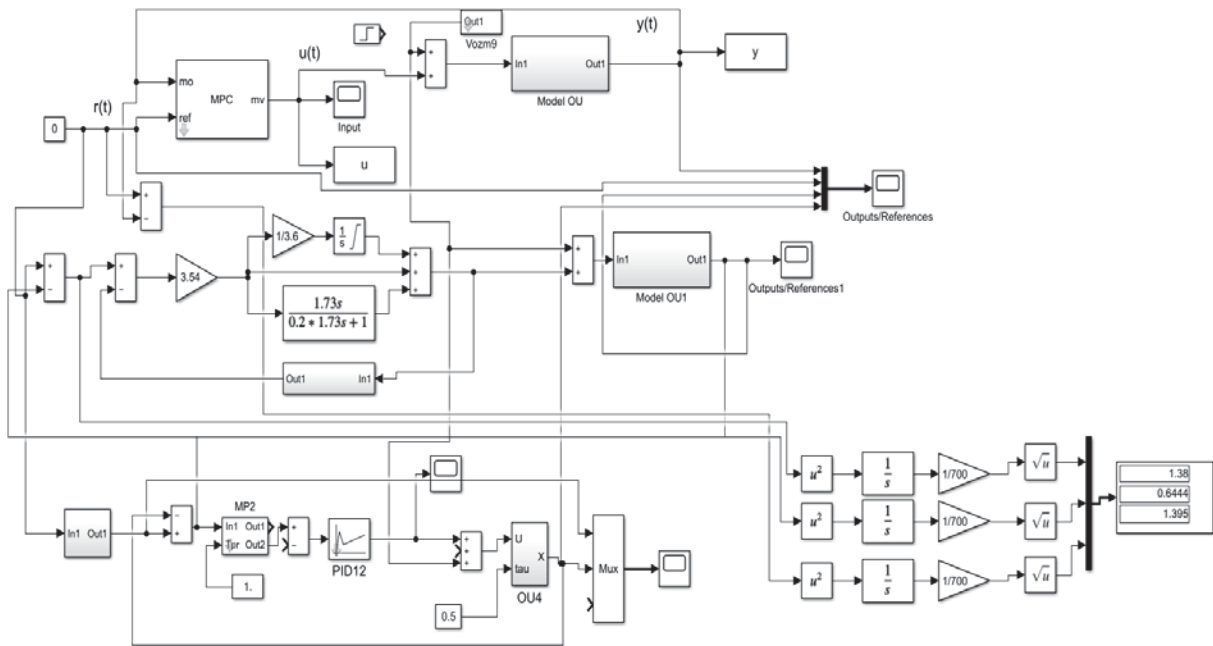 r(t)
u(t)
y(t)
0
mo
ref
MPC
mv
Input
u
Out1
Vozm9
+
+
In1
Out1
Model OU
y
Outputs/References
+
−
+
−
+
−
3.54
1/3.6
1
s
1.73s
0.2 * 1.73s + 1
+
+
+
Out1
In1
+
+
In1
Out1
Model OU1
Outputs/References1
In1
Out1
−
+
MP2
In1
Out1
Tpr
Out2
1.
+
−
PID12
+
+
+
0.5
U
tau
X
OU4
Mux
u²
1
s
1/700
√u
u²
1
s
1/700
√u
u²
1
s
1/700
√u
1.38
0.6444
1.395